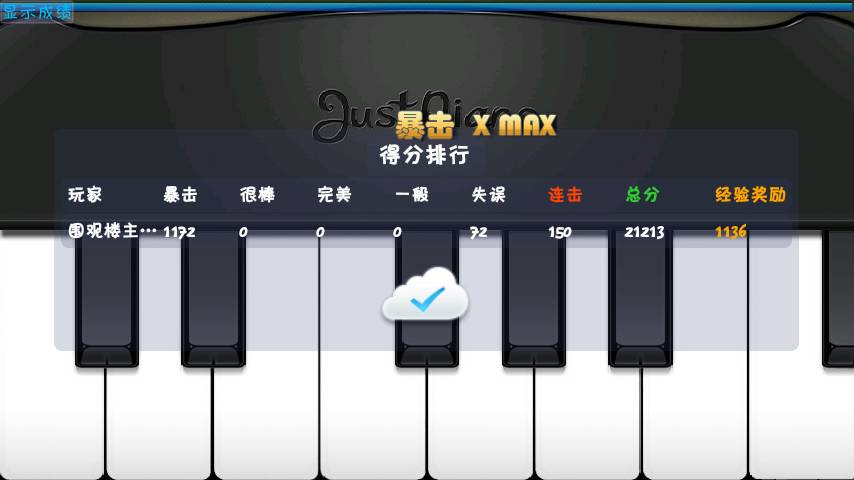 显示成绩
JustPiano
暴击 X MAX
得分排行
玩家 暴击 很棒 完美 一般 失误 连击 总分 经验奖励
围观楼主… 1172 0 0 0 72 150 21213 1136